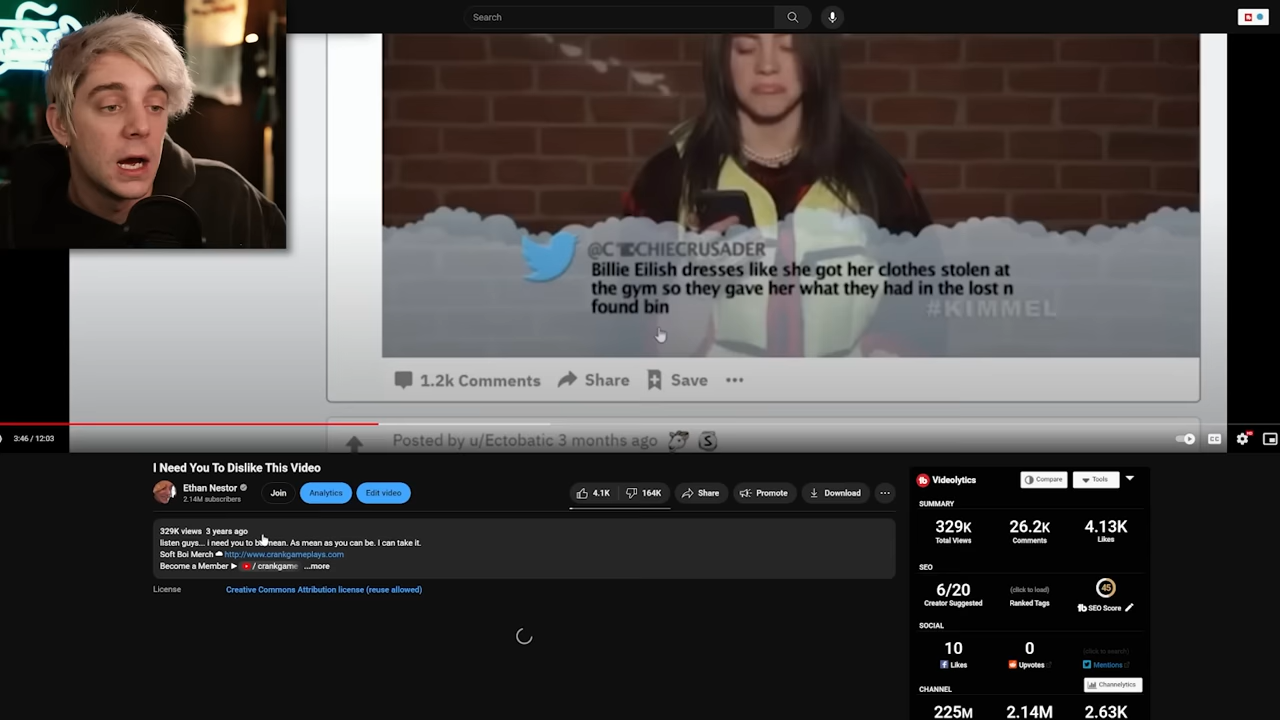 Search
@C CHIECRUSADER
Billie Eilish dresses like she got her clothes stolen at
the gym so they gave her what they had in the lost n
found bin
#KIMMEL
1.2k Comments Share Save
Posted by u/Ectobatic 3 months ago
3:46 / 12:03
CC
HD
I Need You To Dislike This Video
Ethan Nestor
2.14M subscribers
Join
Analytics
Edit video
4.1K
164K
Share
Promote
Download
329K views 3 years ago
listen guys... i need you to be mean. As mean as you can be. I can take it.
Soft Boi Merch http://www.crankgameplays.com
Become a Member / crankgame ...more
License Creative Commons Attribution license (reuse allowed)
tb Videolytics Compare Tools
SUMMARY
329K 26.2K 4.13K
Total Views Comments Likes
SEO
6/20 (click to load) 45
Creator Suggested Ranked Tags tb SEO Score
SOCIAL
10 0 (click to search)
Likes Upvotes Mentions
Channelytics
CHANNEL
225M 2.14M 2.63K